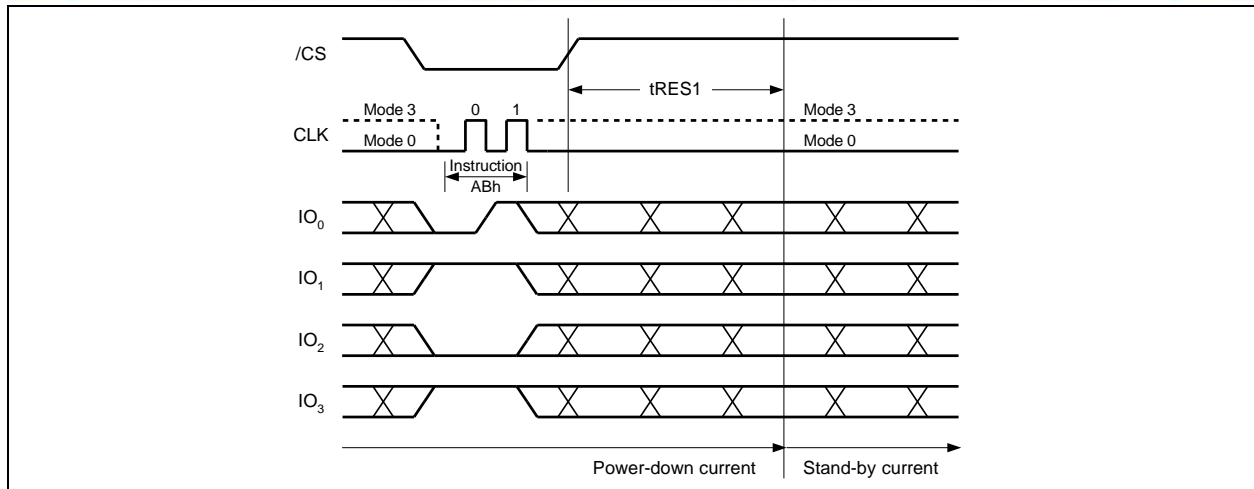 /CS
tRES1
Mode 3
0
1
Mode 3
CLK
Mode 0
Mode 0
Instruction
ABh
IO0
IO1
IO2
IO3
Power-down current
Stand-by current